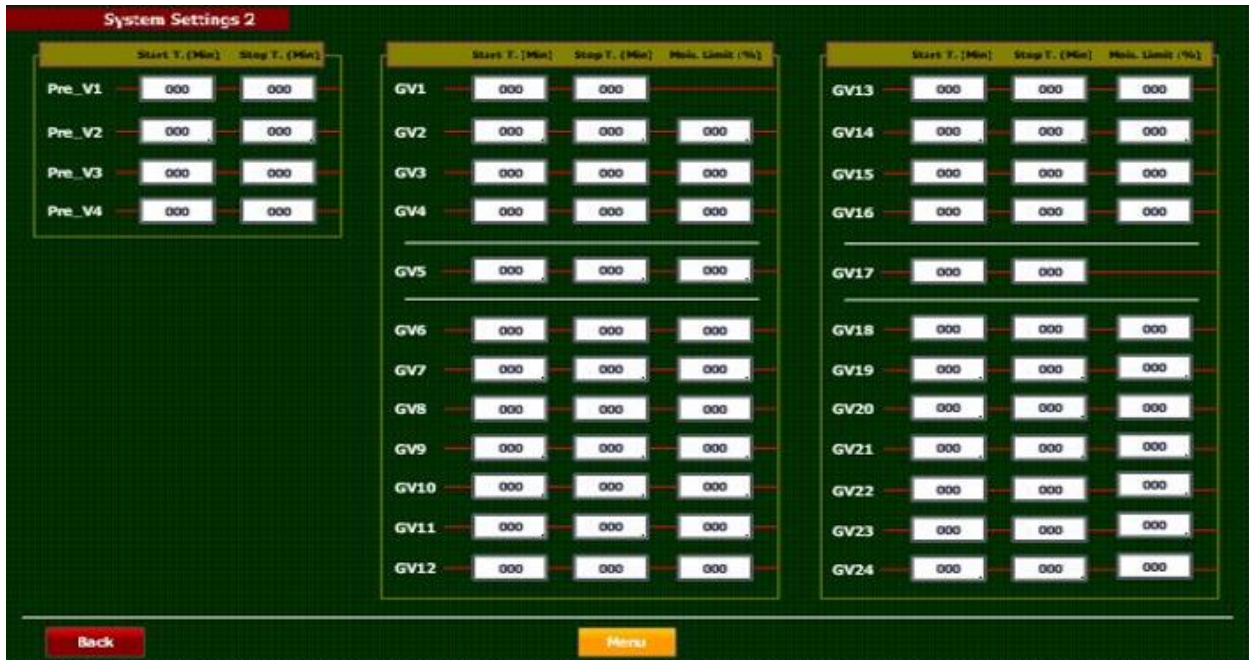 System Settings 2
Start T. (Min) Stop T. (Min)
Pre_V1 000 000
Pre_V2 000 000
Pre_V3 000 000
Pre_V4 000 000
Start T. (Min) Stop T. (Min) Mois. Limit (%)
GV1 000 000
GV2 000 000 000
GV3 000 000 000
GV4 000 000 000
GV5 000 000 000
GV6 000 000 000
GV7 000 000 000
GV8 000 000 000
GV9 000 000 000
GV10 000 000 000
GV11 000 000 000
GV12 000 000 000
Start T. (Min) Stop T. (Min) Mois. Limit (%)
GV13 000 000 000
GV14 000 000 000
GV15 000 000 000
GV16 000 000 000
GV17 000 000
GV18 000 000 000
GV19 000 000 000
GV20 000 000 000
GV21 000 000 000
GV22 000 000 000
GV23 000 000 000
GV24 000 000 000
Back Menu